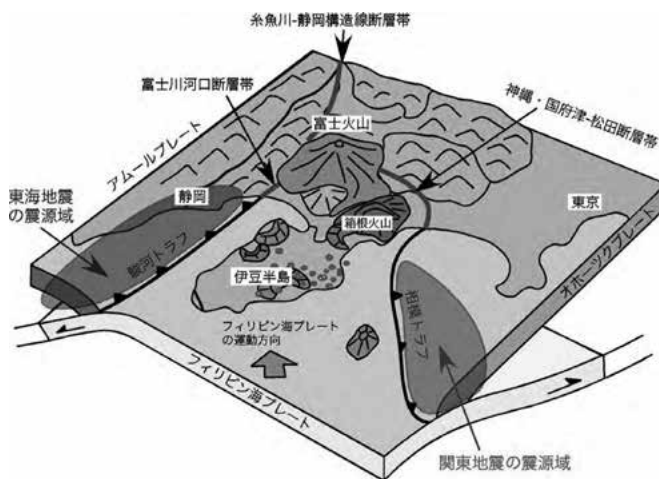 糸魚川-静岡構造線断層帯
富士川河口断層帯
神縄・国府津-松田断層帯
富士火山
アムールプレート
東海地震
の震源域
静岡
東京
箱根火山
駿河トラフ
伊豆半島
オホーツクプレート
相模トラフ
フィリピン海プレート
の運動方向
フィリピン海プレート
関東地震の震源域